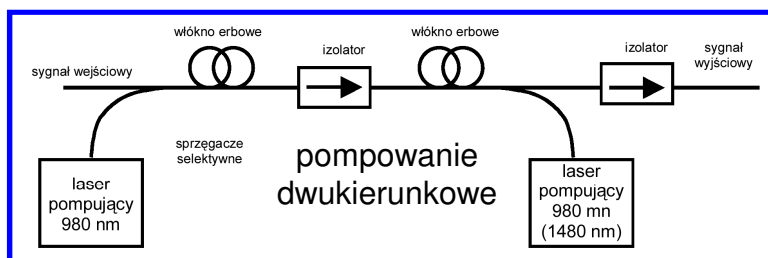 włókno erbowe
izolator
włókno erbowe
izolator
sygnał
wyjściowy
sygnał wejściowy
sprzęgacze
selektywne
pompowanie
dwukierunkowe
laser
pompujący
980 nm
laser
pompujący
980 mn
(1480 nm)